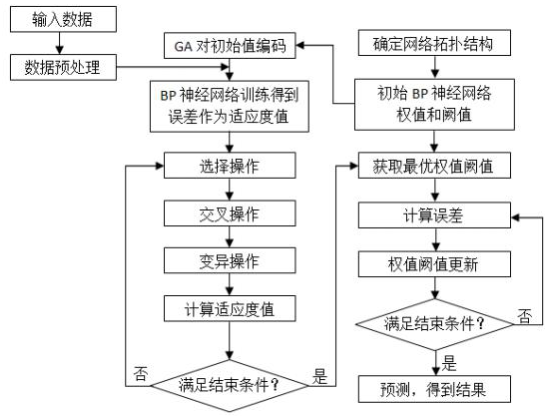 输入数据
数据预处理
GA 对初始值编码
BP 神经网络训练得到
误差作为适应度值
选择操作
交叉操作
变异操作
计算适应度值
满足结束条件？
否
是
确定网络拓扑结构
初始 BP 神经网络
权值和阙值
获取最优权值阙值
计算误差
权值阙值更新
满足结束条件？
否
是
预测，得到结果